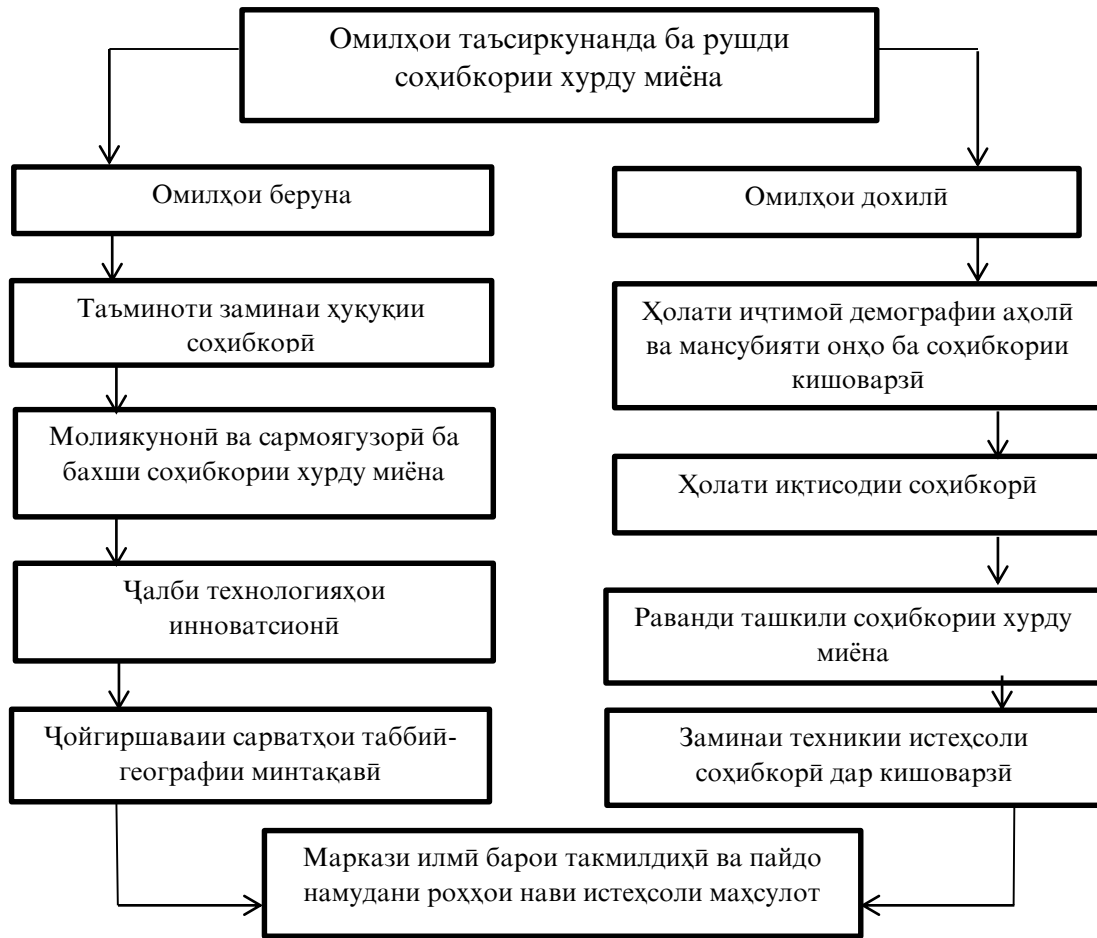 Омилҳои таъсиркунанда ба рушди
соҳибкории хурду миёна
Омилҳои беруна
Таъминоти заминаи ҳуқуқии
соҳибкорӣ
Молиякунонӣ ва сармоягузорӣ ба
бахши соҳибкории хурду миёна
Ҷалби технологияҳои
инноватсионӣ
Ҷойгиршаваии сарватҳои таббиӣ-
географии минтақавӣ
Омилҳои дохилӣ
Ҳолати иҷтимоӣ демографии аҳолӣ
ва мансубияти онҳо ба соҳибкории
кишоварзӣ
Ҳолати иқтисодии соҳибкорӣ
Раванди ташкили соҳибкории хурду
миёна
Заминаи техникии истеҳсоли
соҳибкорӣ дар кишоварзӣ
Маркази илмӣ барои такмилдиҳӣ ва пайдо
намудани роҳҳои нави истеҳсоли маҳсулот